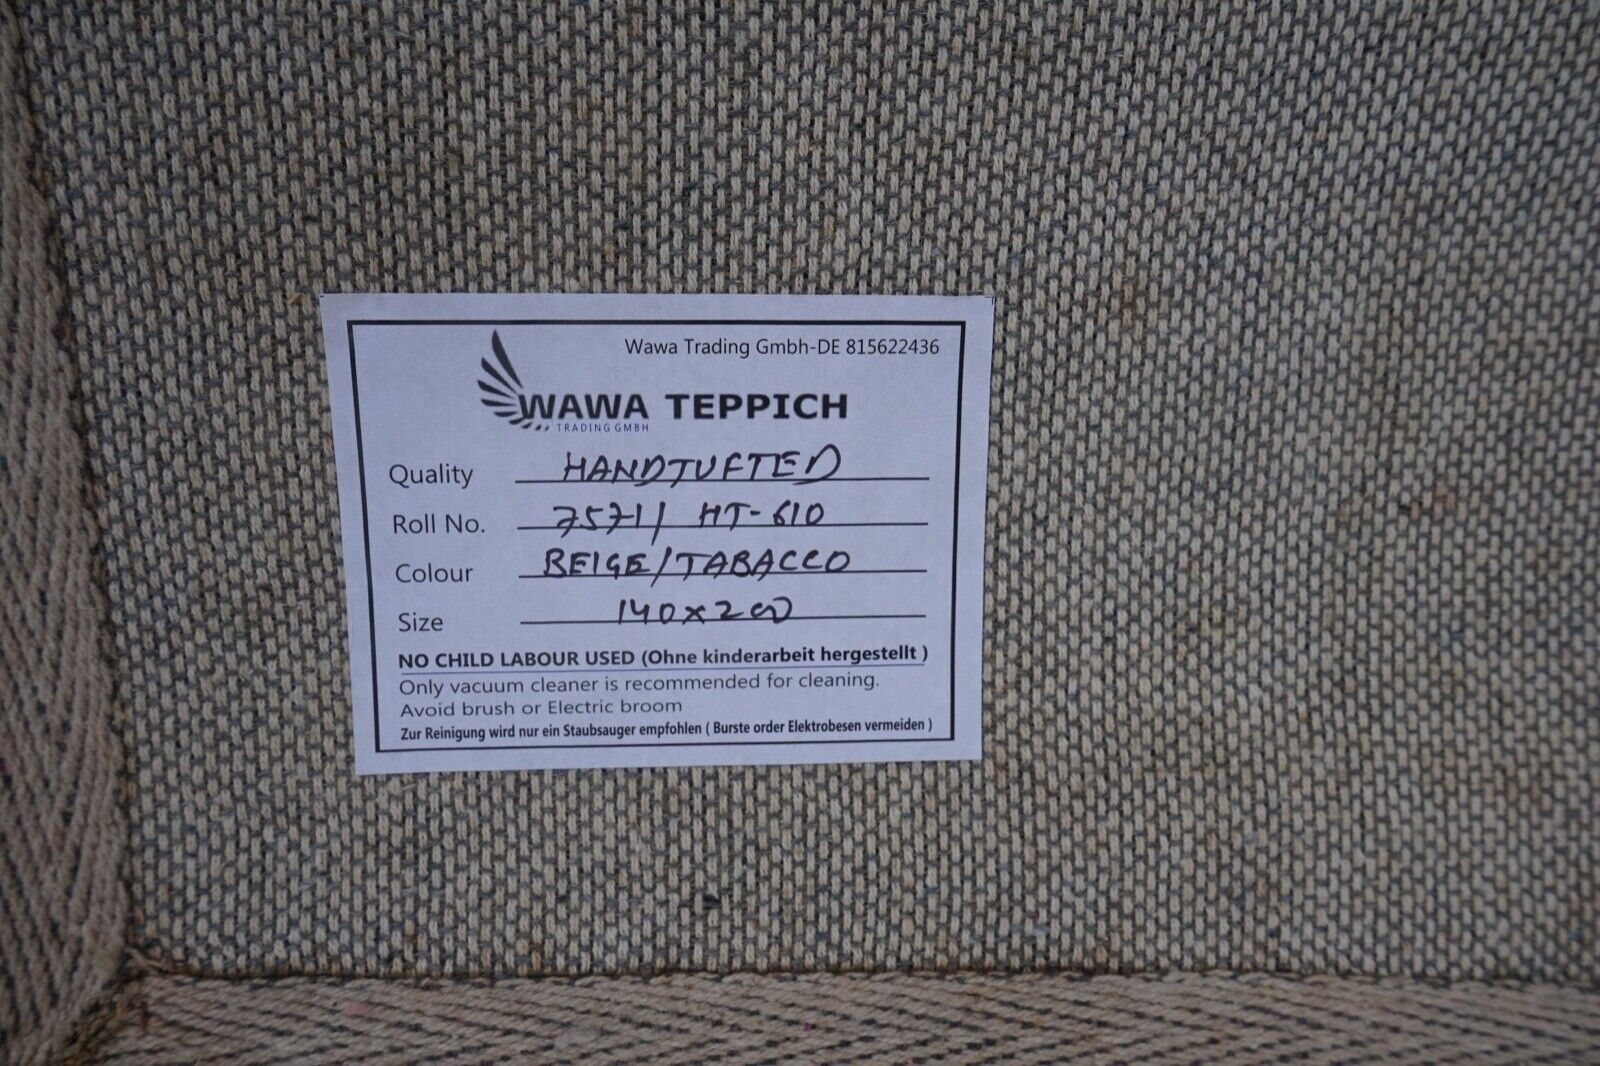 Wawa Trading Gmbh-DE 815622436
WAWA TEPPICH
TRADING GMBH
Quality HANDTUFTED
Roll No. 7571/ HT-610
Colour BEIGE/TABACCO
Size 140x200
NO CHILD LABOUR USED (Ohne kinderarbeit hergestellt )
Only vacuum cleaner is recommended for cleaning.
Avoid brush or Electric broom
Zur Reinigung wird nur ein Staubsauger empfohlen ( Burste order Elektrobesen vermeiden )